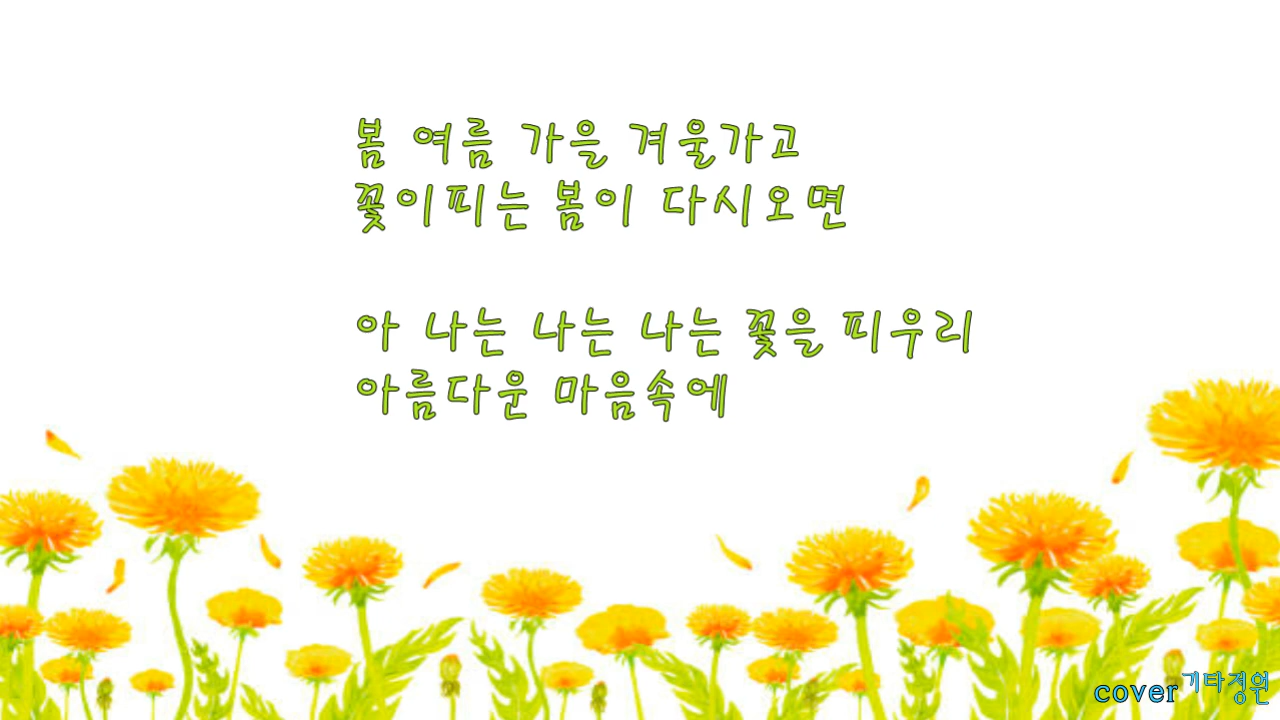 봄 여름 가을 겨울가고
꽃이피는 봄이 다시오면
아 나는 나는 나는 꽃을 피우리
아름다운 마음속에
cover기타정원